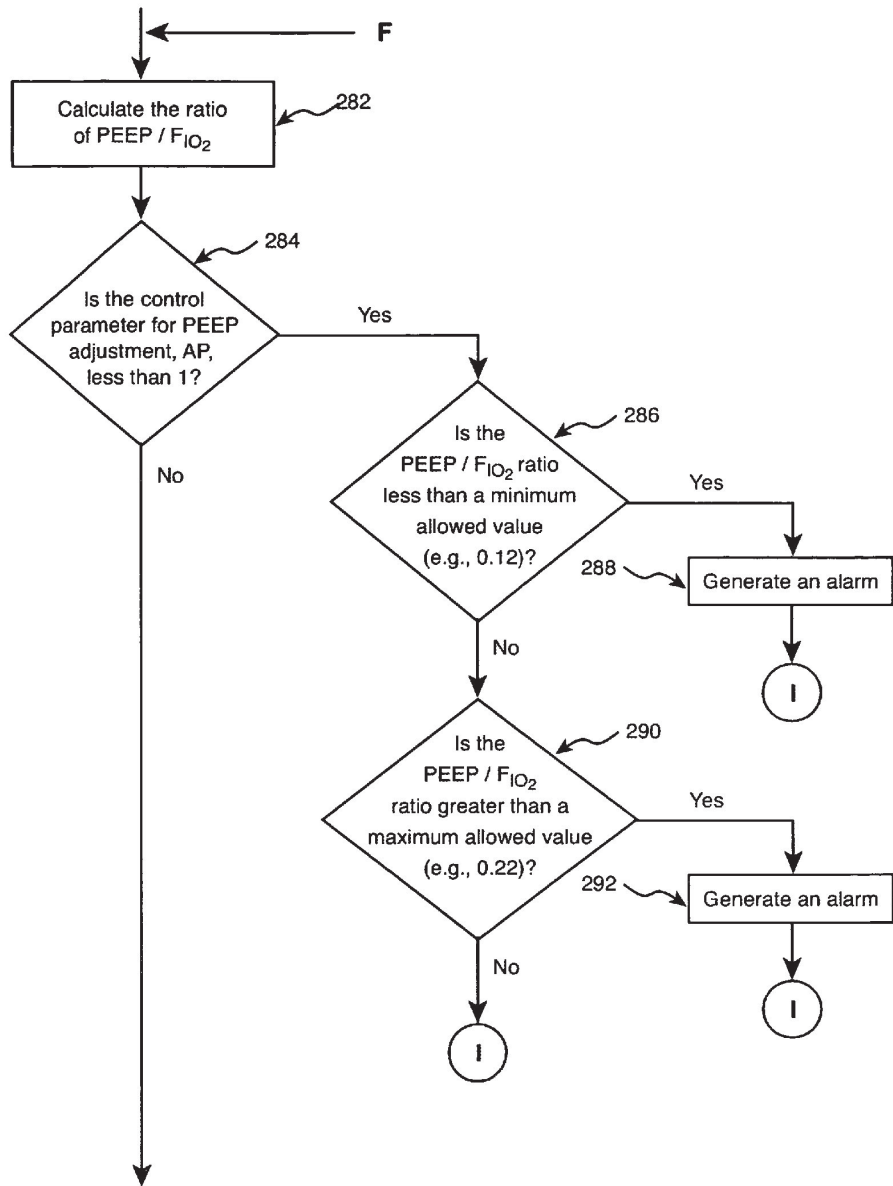 F
Calculate the ratio
of PEEP / FIO2
282
284
Is the control
parameter for PEEP
adjustment, AP,
less than 1?
Yes
No
286
Is the
PEEP / FIO2 ratio
less than a minimum
allowed value
(e.g., 0.12)?
Yes
288
Generate an alarm
No
I
290
Is the
PEEP / FIO2
ratio greater than a
maximum allowed value
(e.g., 0.22)?
Yes
292
Generate an alarm
No
I
I